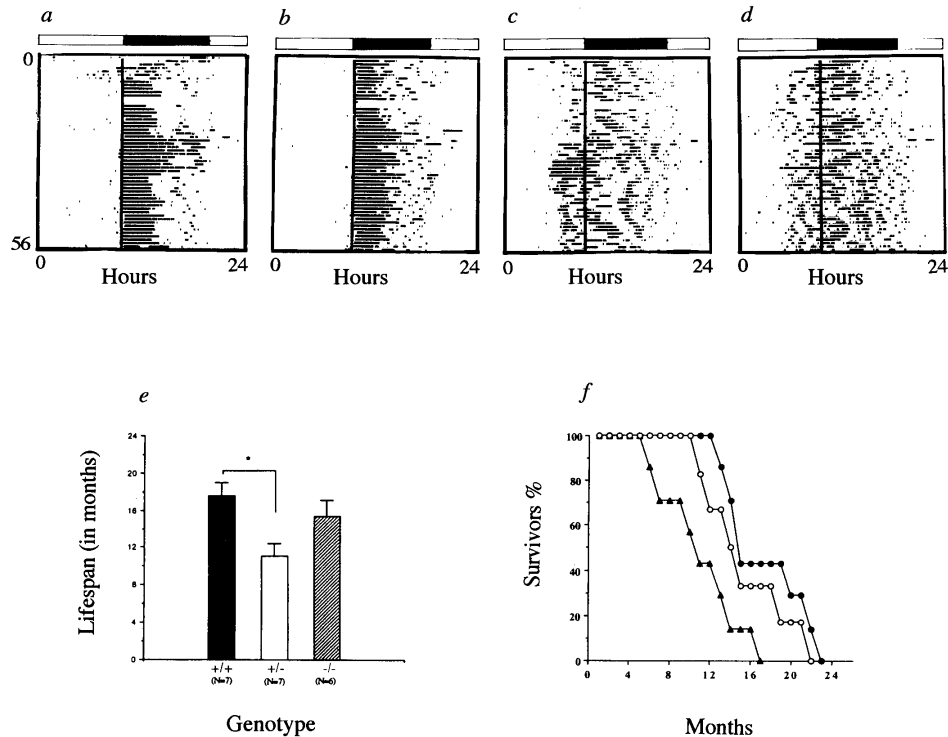 a
b
c
d
0
56
0
24
Hours
0
24
Hours
0
24
Hours
0
24
Hours
e
24
20
16
12
8
4
0
Lifespan (in months)
+/+
+/-
-/-
(N=7)
(N=7)
(N=6)
Genotype
*
f
100
80
60
40
20
0
Survivors %
0
4
8
12
16
20
24
Months